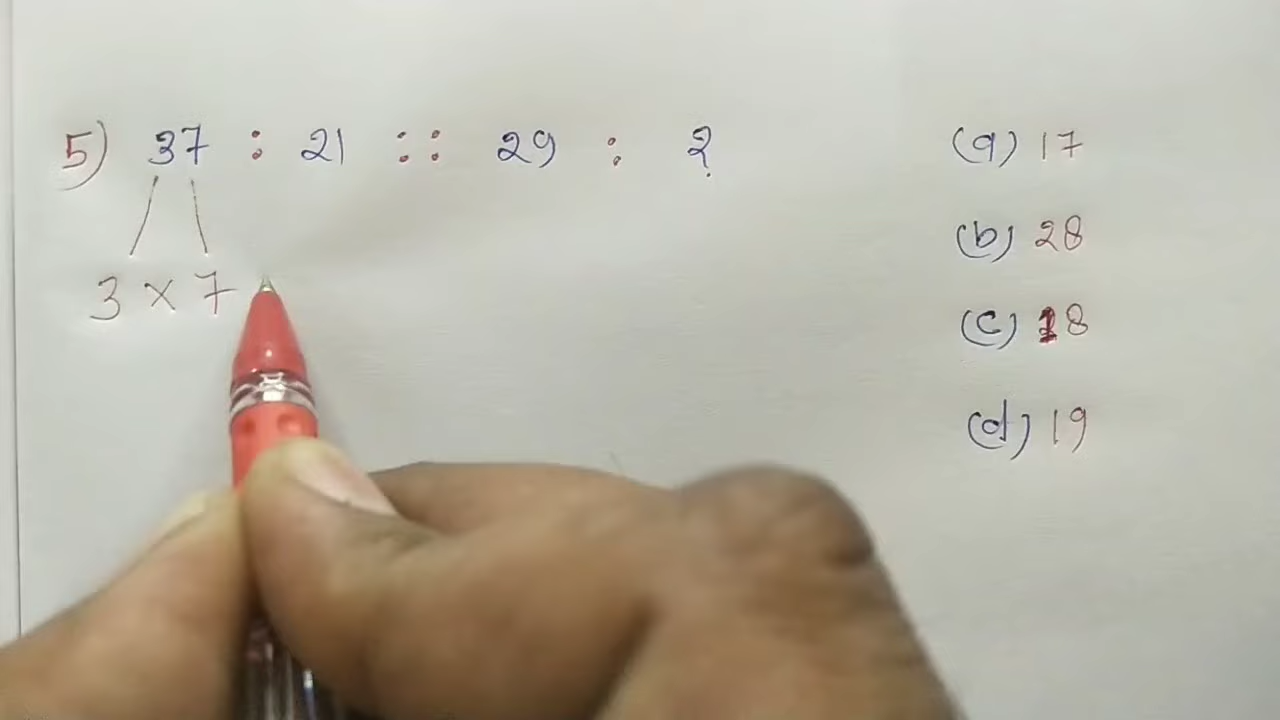 5) 37 : 21 :: 29 : ?
(a) 17
(b) 28
(c) 18
(d) 19
3 × 7